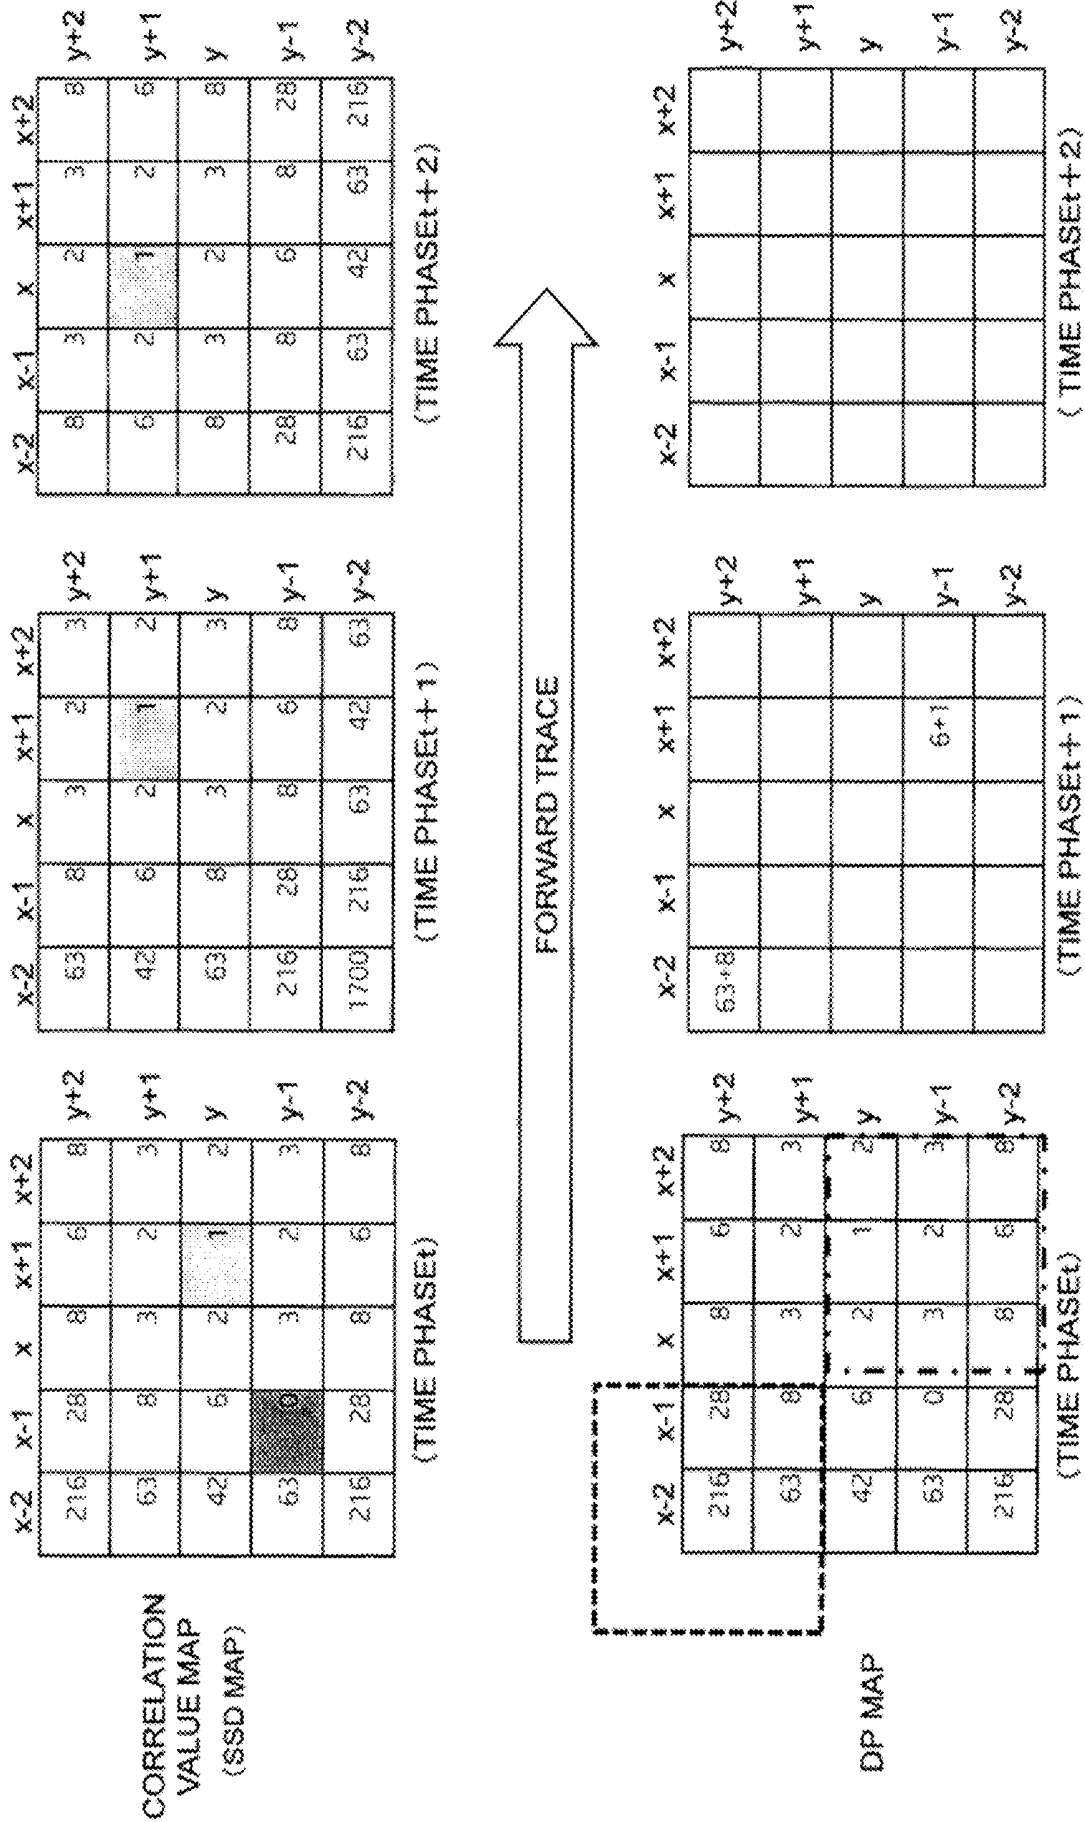 CORRELATION
VALUE MAP
(SSD MAP)
x-2 x-1 x x+1 x+2
216 28 8 6 8 y+2
63 8 3 2 3 y+1
42 6 2 1 2 y
63 0 3 2 3 y-1
216 28 8 6 8 y-2
(TIME PHASEt)
x-2 x-1 x x+1 x+2
63 8 3 2 3 y+2
42 6 2 1 2 y+1
63 8 3 2 3 y
216 28 8 6 8 y-1
1700 216 63 42 63 y-2
(TIME PHASEt+1)
x-2 x-1 x x+1 x+2
8 3 2 3 8 y+2
6 2 1 2 6 y+1
8 3 2 3 8 y
28 8 6 8 28 y-1
216 63 42 63 216 y-2
(TIME PHASEt+2)
FORWARD TRACE
DP MAP
x-2 x-1 x x+1 x+2
216 28 8 6 8 y+2
63 8 3 2 3 y+1
42 6 2 1 2 y
63 0 3 2 3 y-1
216 28 8 6 8 y-2
(TIME PHASEt)
x-2 x-1 x x+1 x+2
63+8 y+2
y+1
y
6+1 y-1
y-2
(TIME PHASEt+1)
x-2 x-1 x x+1 x+2
y+2
y+1
y
y-1
y-2
(TIME PHASEt+2)